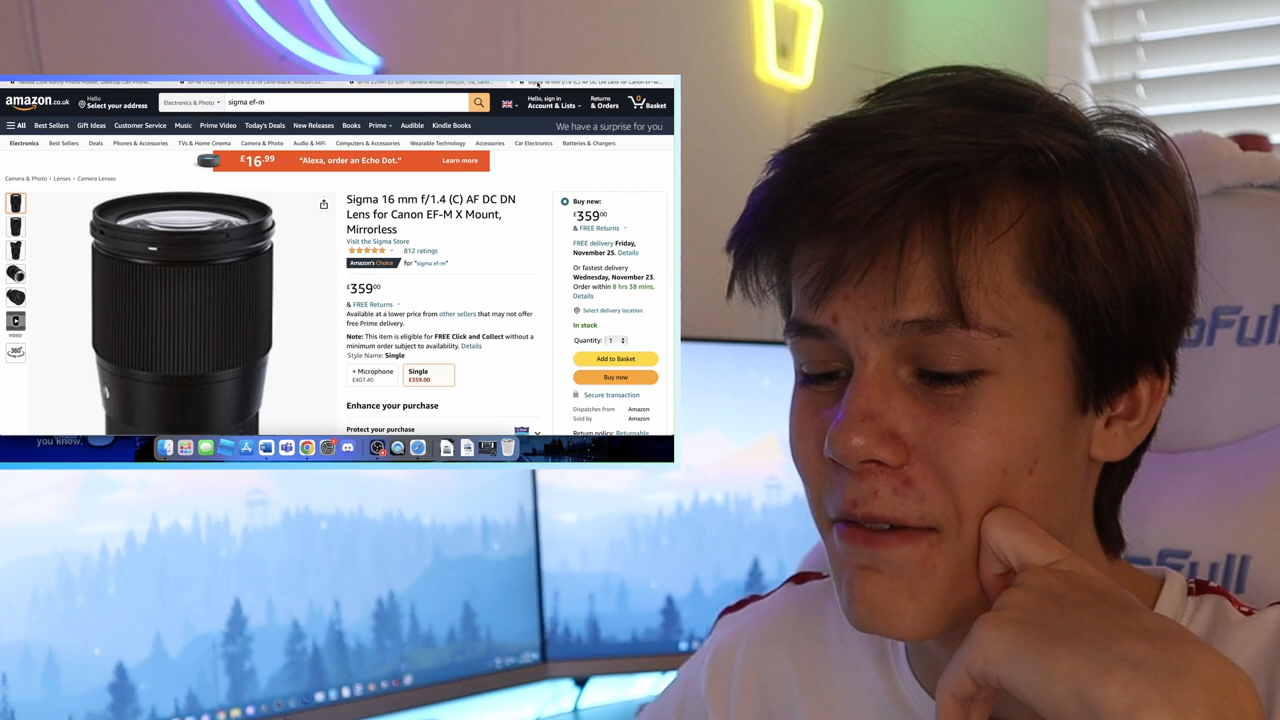 amazon.co.uk
Hello
Select your address
Electronics & Photo
sigma ef-m
Hello, sign in
Account & Lists
Returns
& Orders
0
Basket
All Best Sellers Gift Ideas Customer Service Music Prime Video Today's Deals New Releases Books Prime Audible Kindle Books
We have a surprise for you
Electronics Best Sellers Deals Phones & Accessories TVs & Home Cinema Camera & Photo Audio & HiFi Computers & Accessories Wearable Technology Accessories Car Electronics Batteries & Chargers
£16.99 "Alexa, order an Echo Dot." Learn more
Camera & Photo › Lenses › Camera Lenses
VIDEO
360°
Sigma 16 mm f/1.4 (C) AF DC DN
Lens for Canon EF-M X Mount,
Mirrorless
Visit the Sigma Store
812 ratings
Amazon's Choice for "sigma ef-m"
£35900
& FREE Returns
Available at a lower price from other sellers that may not offer
free Prime delivery.
Note: This item is eligible for FREE Click and Collect without a
minimum order subject to availability. Details
Style Name: Single
+ Microphone
£407.40
Single
£359.00
Enhance your purchase
Protect your purchase
Buy new:
£35900
& FREE Returns
FREE delivery Friday,
November 25. Details
Or fastest delivery
Wednesday, November 23.
Order within 8 hrs 38 mins.
Details
Select delivery location
In stock
Quantity: 1
Add to Basket
Buy now
Secure transaction
Dispatches from Amazon
Sold by Amazon
Return policy: Returnable
you know.